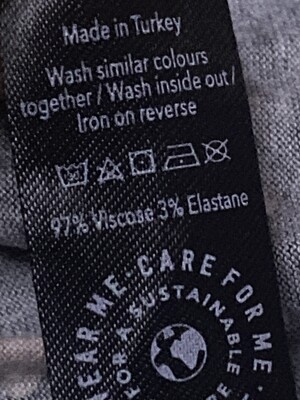 Made in Turkey
Wash similar colours
together / Wash inside out /
Iron on reverse
97% Viscose 3% Elastane
EAR ME · CARE FOR ME ·
FOR A SUSTAINABLE